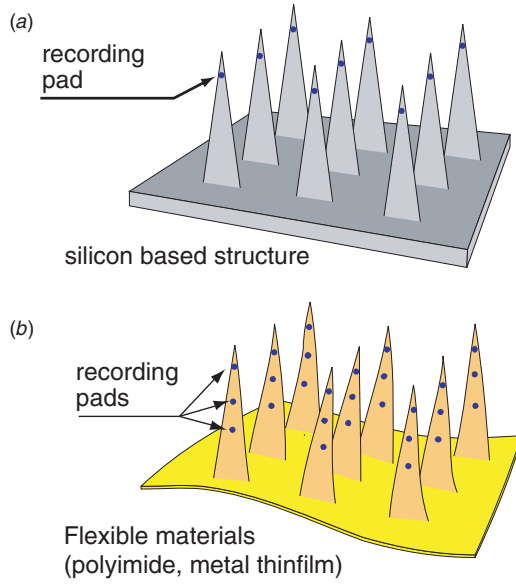 (a)
recording
pad
silicon based structure
(b)
recording
pads
Flexible materials
(polyimide, metal thinfilm)